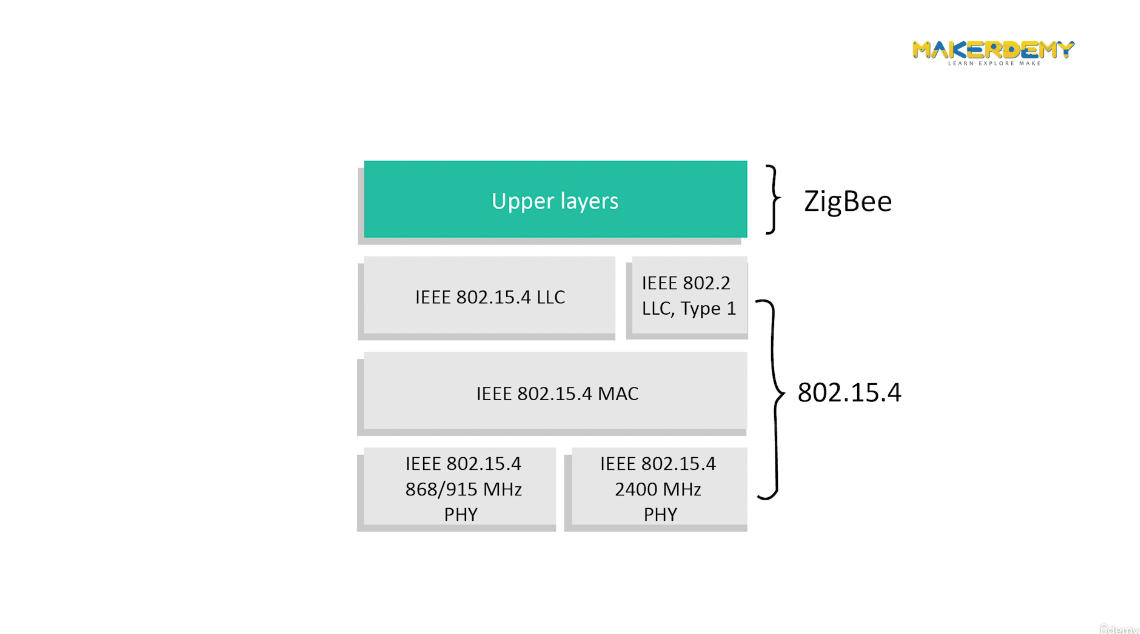 MAKERDEMY
LEARN EXPLORE MAKE
Upper layers
ZigBee
IEEE 802.15.4 LLC
IEEE 802.2
LLC, Type 1
IEEE 802.15.4 MAC
802.15.4
IEEE 802.15.4
868/915 MHz
PHY
IEEE 802.15.4
2400 MHz
PHY
ûdemy